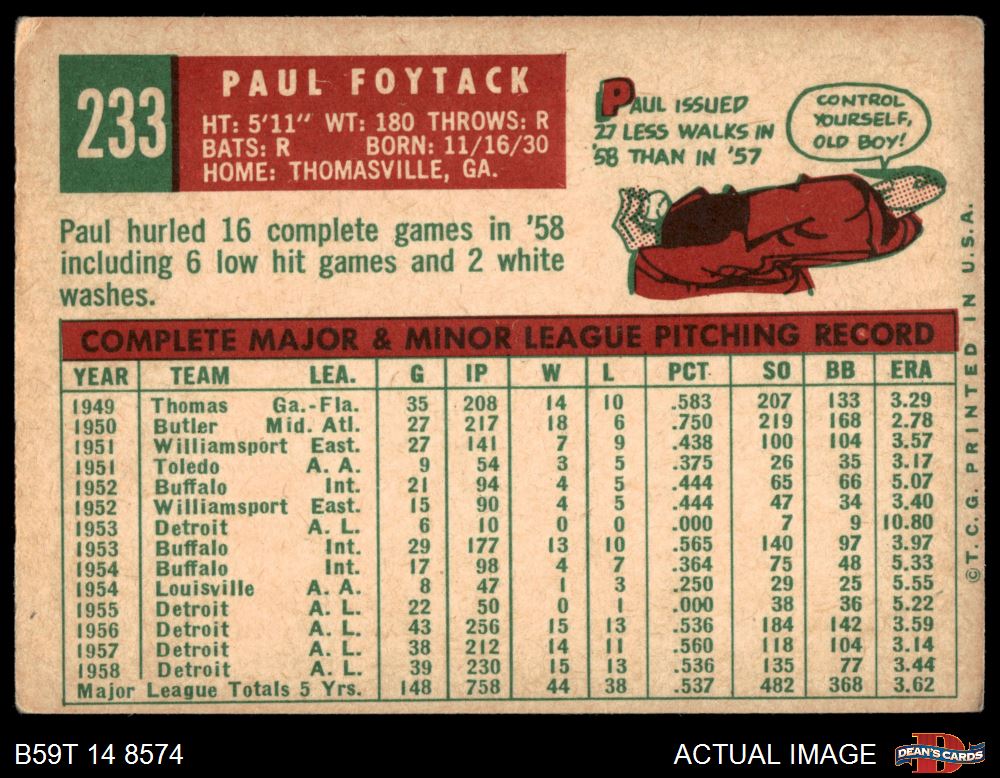 233
PAUL FOYTACK
HT: 5'11" WT: 180 THROWS: R
BATS: R BORN: 11/16/30
HOME: THOMASVILLE, GA.
PAUL ISSUED
27 LESS WALKS IN
'58 THAN IN '57
CONTROL
YOURSELF,
OLD BOY!
Paul hurled 16 complete games in '58
including 6 low hit games and 2 white
washes.
COMPLETE MAJOR & MINOR LEAGUE PITCHING RECORD
YEAR TEAM LEA. G IP W L PCT. SO BB ERA
1949 Thomas Ga.-Fla. 35 208 14 10 .583 207 133 3.29
1950 Butler Mid. Atl. 27 217 18 6 .750 219 168 2.78
1951 Williamsport East. 27 141 7 9 .438 100 104 3.57
1951 Toledo A. A. 9 54 3 5 .375 26 35 3.17
1952 Buffalo Int. 21 94 4 5 .444 65 66 5.07
1952 Williamsport East. 15 90 4 5 .444 47 34 3.40
1953 Detroit A. L. 6 10 0 0 .000 7 9 10.80
1953 Buffalo Int. 29 177 13 10 .565 140 97 3.97
1954 Buffalo Int. 17 98 4 7 .364 75 48 5.33
1954 Louisville A. A. 8 47 1 3 .250 29 25 5.55
1955 Detroit A. L. 22 50 0 1 .000 38 36 5.22
1956 Detroit A. L. 43 256 15 13 .536 184 142 3.59
1957 Detroit A. L. 38 212 14 11 .560 118 104 3.14
1958 Detroit A. L. 39 230 15 13 .536 135 77 3.44
Major League Totals 5 Yrs. 148 758 44 38 .537 482 368 3.62
©T. C. G. PRINTED IN U.S.A.
B59T 14 8574
ACTUAL IMAGE
DEAN'S CARDS